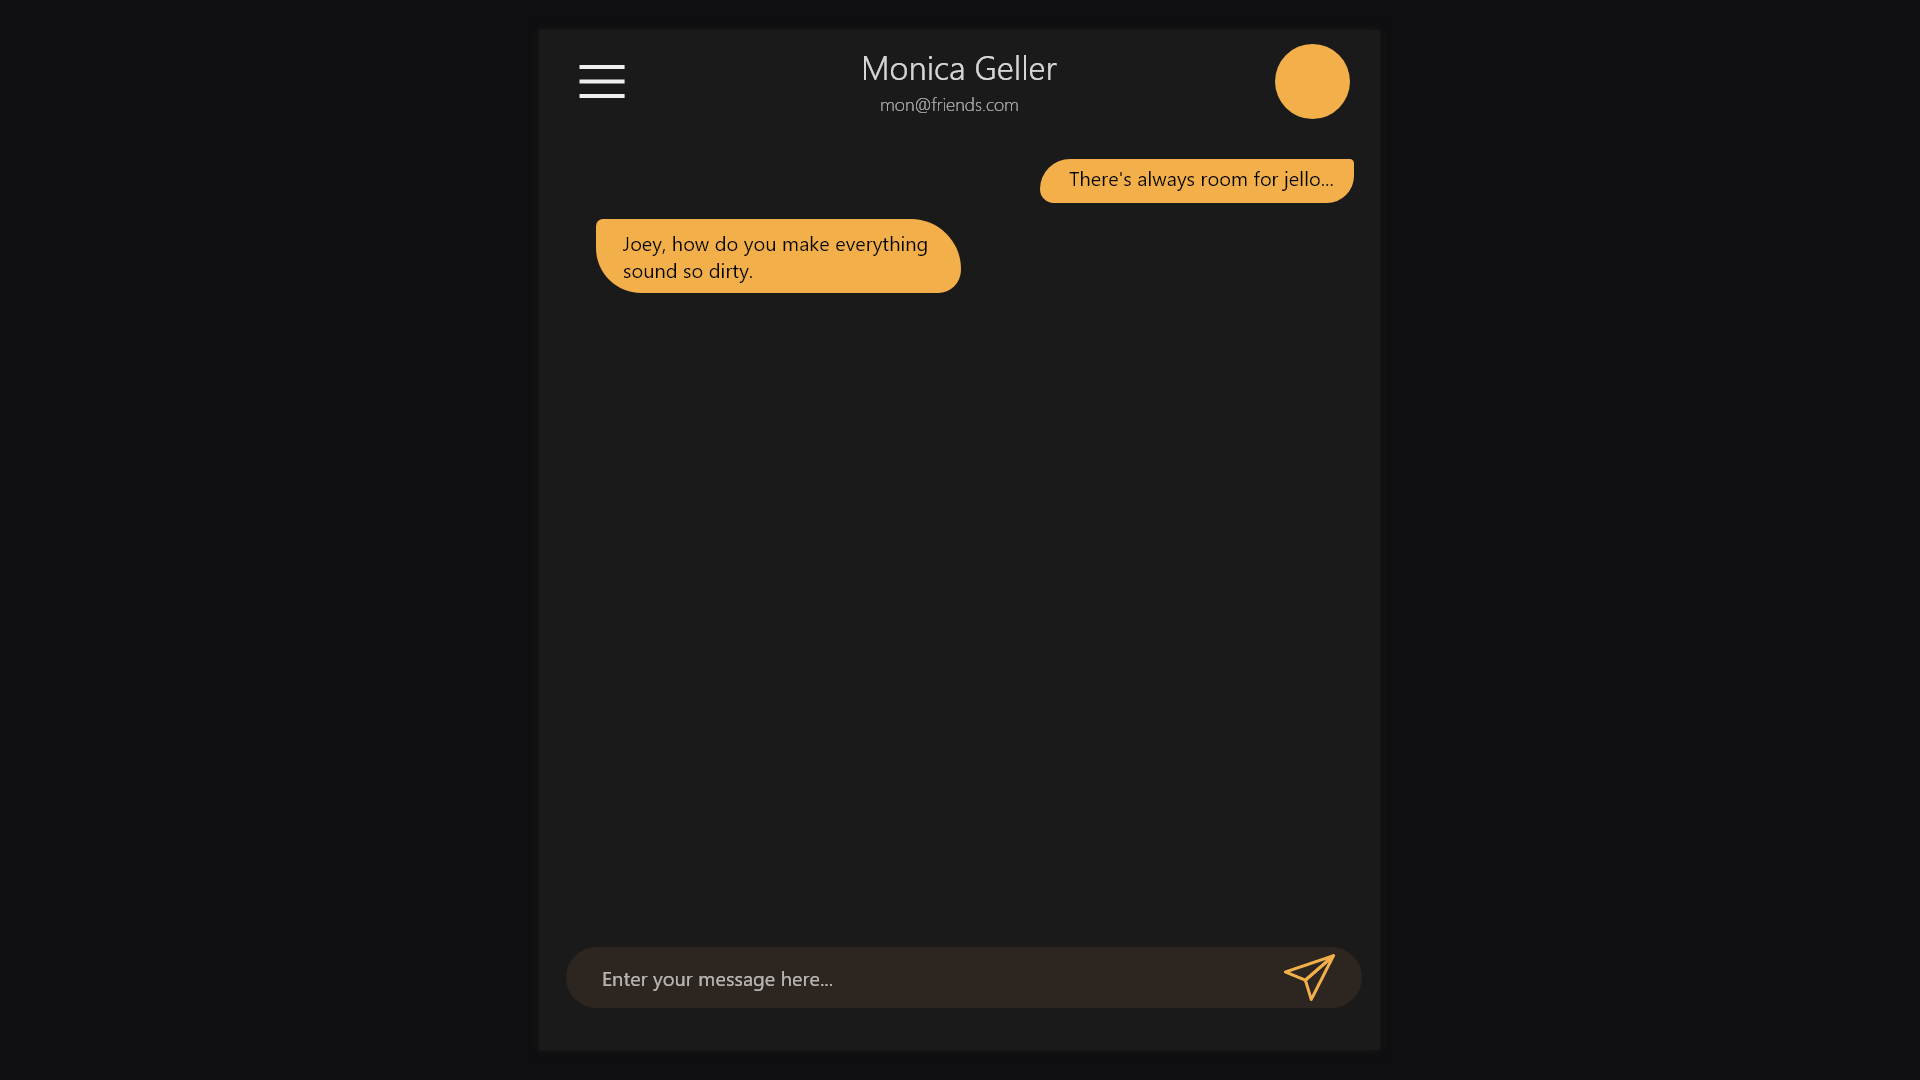 Monica Geller
mon@friends.com
There's always room for jello...
Joey, how do you make everything
sound so dirty.
Enter your message here...